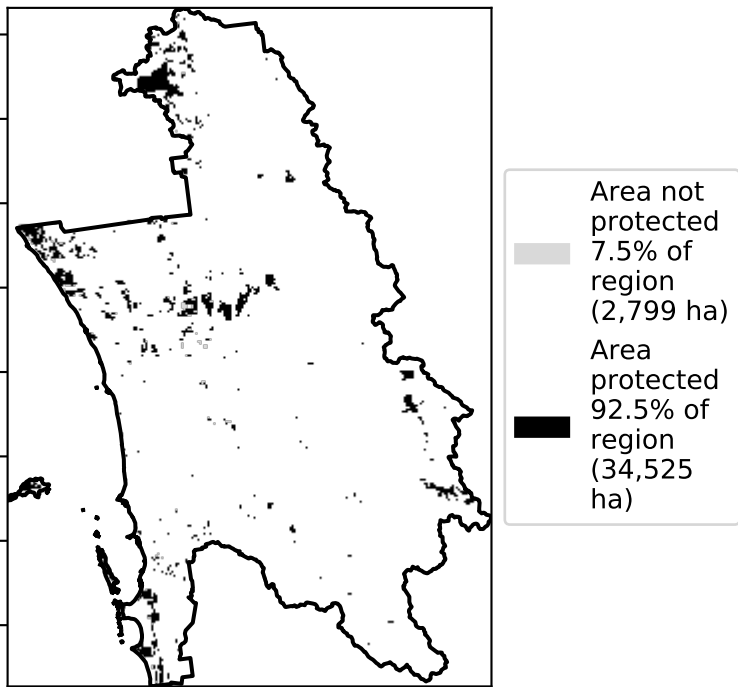 Area not
protected
7.5% of
region
(2,799 ha)
Area
protected
92.5% of
region
(34,525
ha)